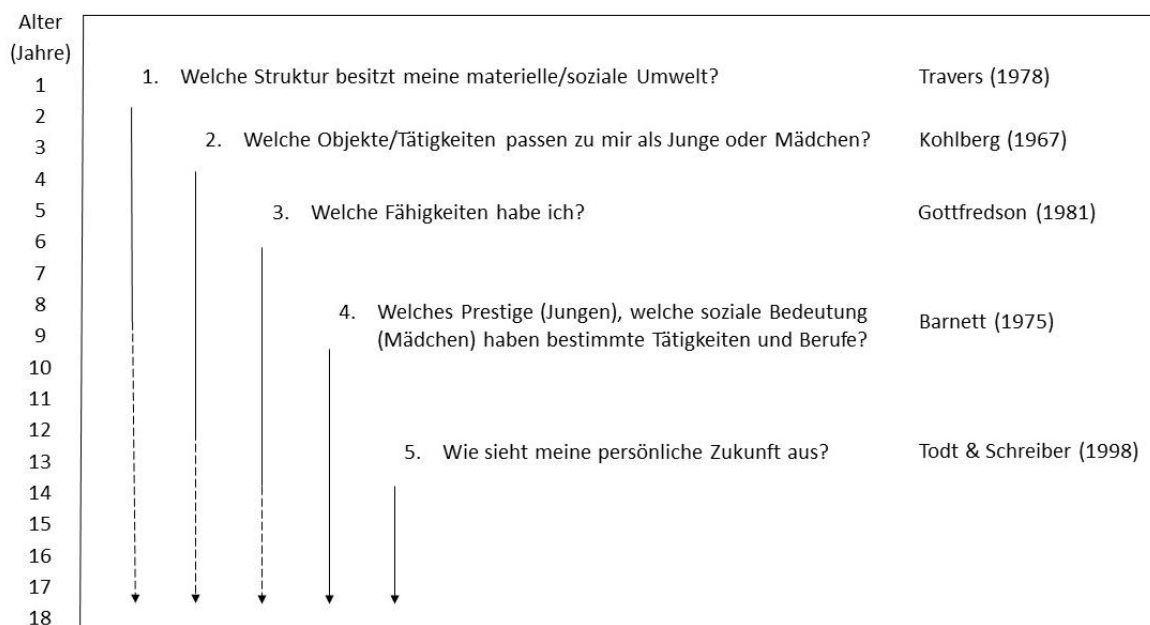 Alter
(Jahre)
1
1. Welche Struktur besitzt meine materielle/soziale Umwelt? Travers (1978)
2
3
2. Welche Objekte/Tätigkeiten passen zu mir als Junge oder Mädchen? Kohlberg (1967)
4
5
3. Welche Fähigkeiten habe ich? Gottfredson (1981)
6
7
8
4. Welches Prestige (Jungen), welche soziale Bedeutung
(Mädchen) haben bestimmte Tätigkeiten und Berufe?
Barnett (1975)
9
10
11
12
5. Wie sieht meine persönliche Zukunft aus? Todt & Schreiber (1998)
13
14
15
16
17
18